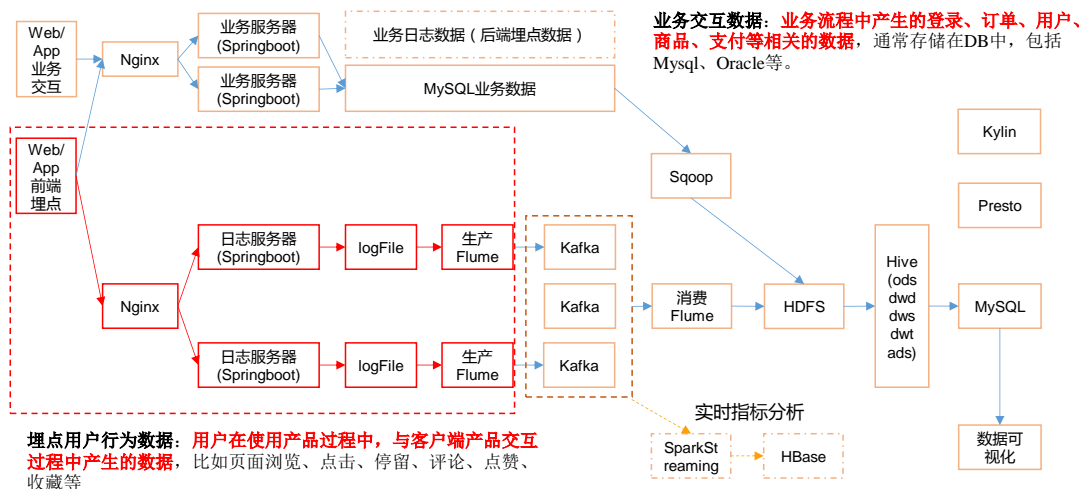 Web/
App
业务
交互
Nginx
业务服务器
(Springboot)
业务服务器
(Springboot)
业务日志数据（后端埋点数据）
MySQL业务数据
业务交互数据：业务流程中产生的登录、订单、用户、
商品、支付等相关的数据，通常存储在DB中，包括
Mysql、Oracle等。
Web/
App
前端
埋点
Nginx
日志服务器
(Springboot)
logFile
生产
Flume
日志服务器
(Springboot)
logFile
生产
Flume
Kafka
Kafka
Kafka
Sqoop
消费
Flume
HDFS
Hive
(ods
dwd
dws
dwt
ads)
Kylin
Presto
MySQL
数据可
视化
实时指标分析
SparkSt
reaming
HBase
埋点用户行为数据：用户在使用产品过程中，与客户端产品交互
过程中产生的数据，比如页面浏览、点击、停留、评论、点赞、
收藏等